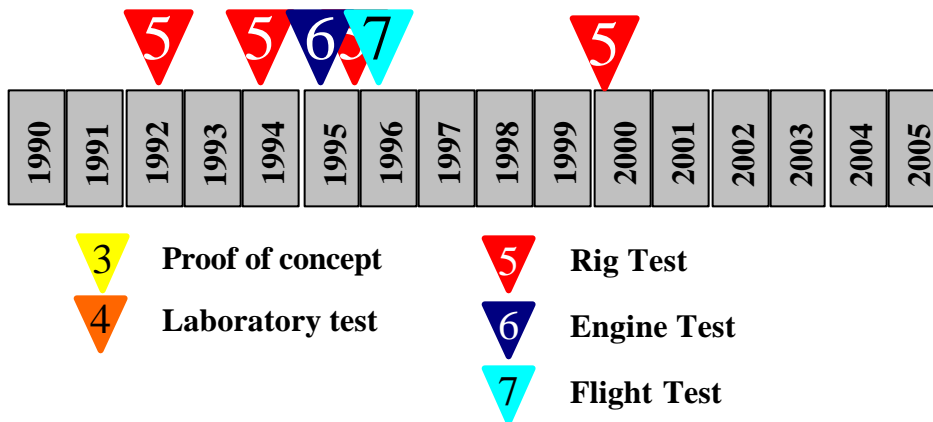 5 5 6 5 7 5
1990 1991 1992 1993 1994 1995 1996 1997 1998 1999 2000 2001 2002 2003 2004 2005
3 Proof of concept
4 Laboratory test
5 Rig Test
6 Engine Test
7 Flight Test